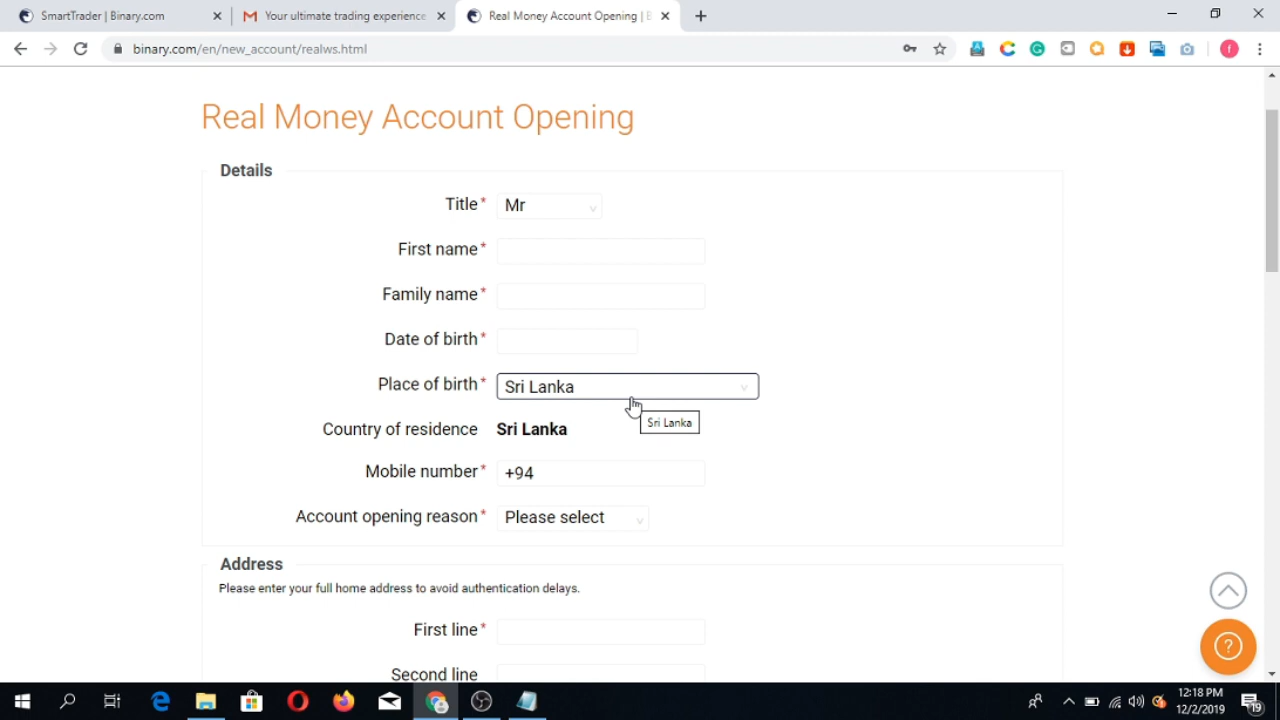 SmartTrader | Binary.com
Your ultimate trading experience
Real Money Account Opening |
binary.com/en/new_account/realws.html
f
Real Money Account Opening
Details
Title* Mr
First name*
Family name*
Date of birth*
Place of birth* Sri Lanka
Sri Lanka
Country of residence Sri Lanka
Mobile number* +94
Account opening reason* Please select
Address
Please enter your full home address to avoid authentication delays.
First line*
Second line
?
12:18 PM
12/2/2019
19